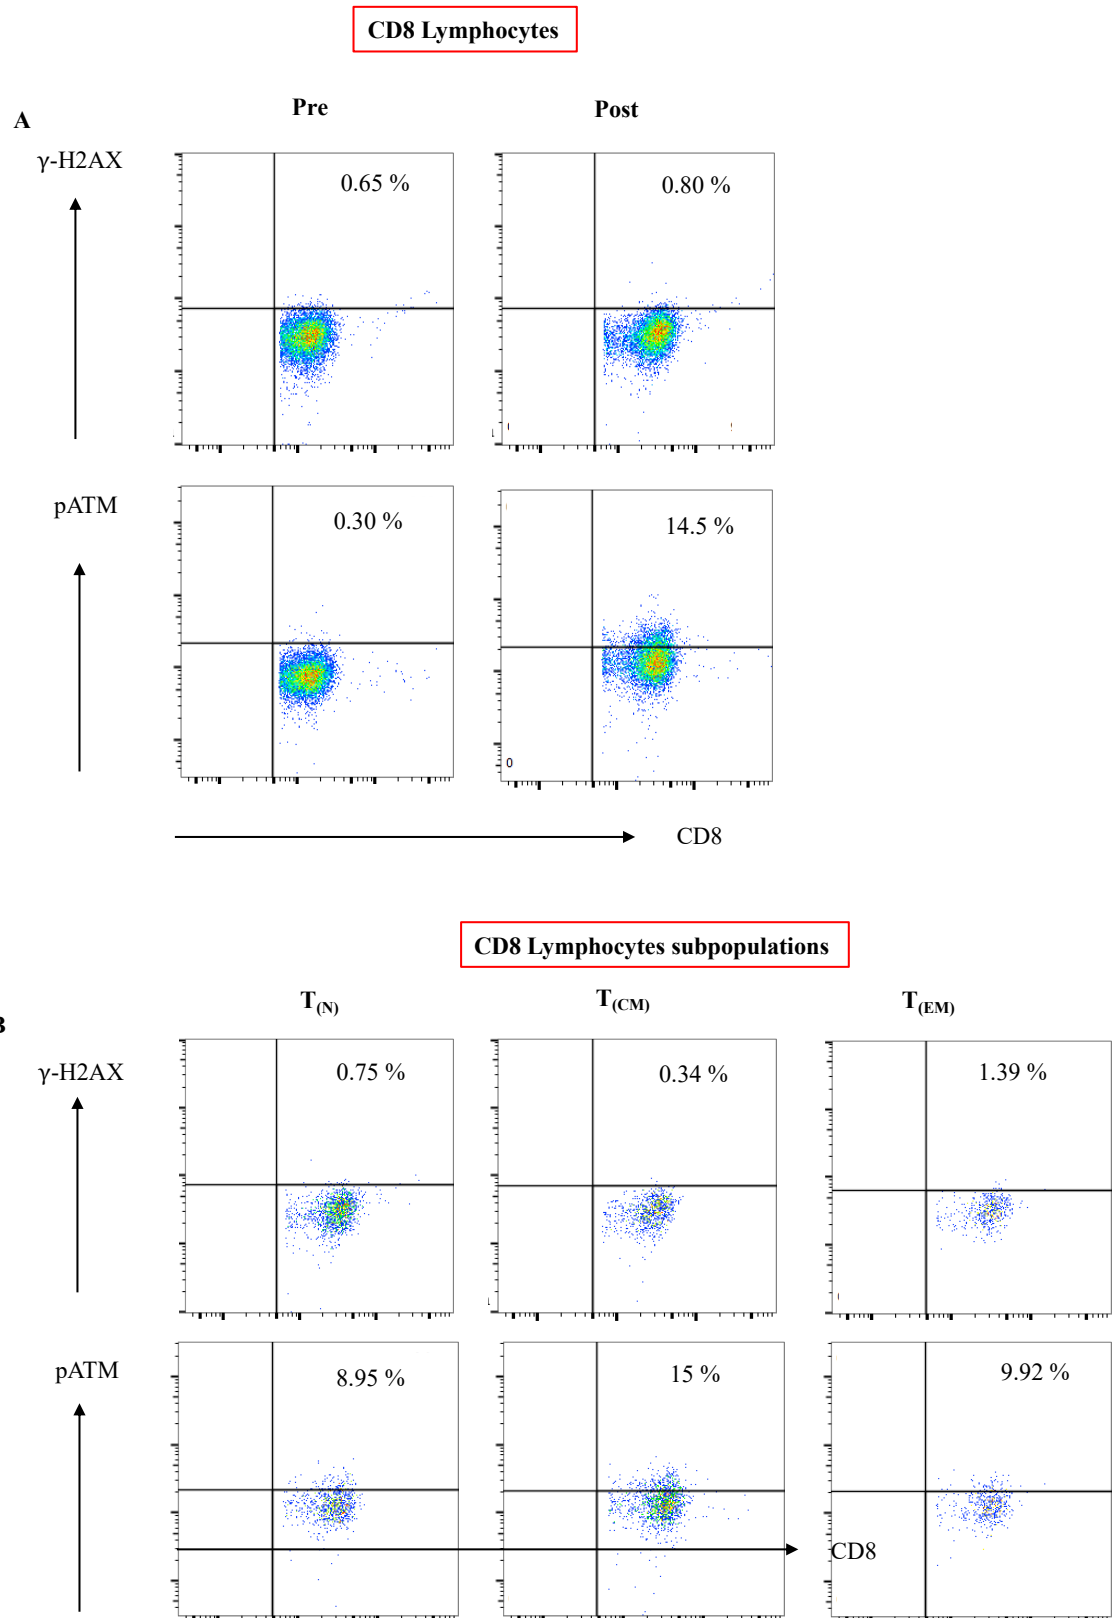 CD8 Lymphocytes
Pre Post
A
γ-H2AX
0.65 %
0.80 %
pATM
0.30 %
14.5 %
0
CD8
CD8 Lymphocytes subpopulations
T(N) T(CM) T(EM)
B
γ-H2AX
0.75 %
0.34 %
1.39 %
pATM
8.95 %
15 %
9.92 %
CD8